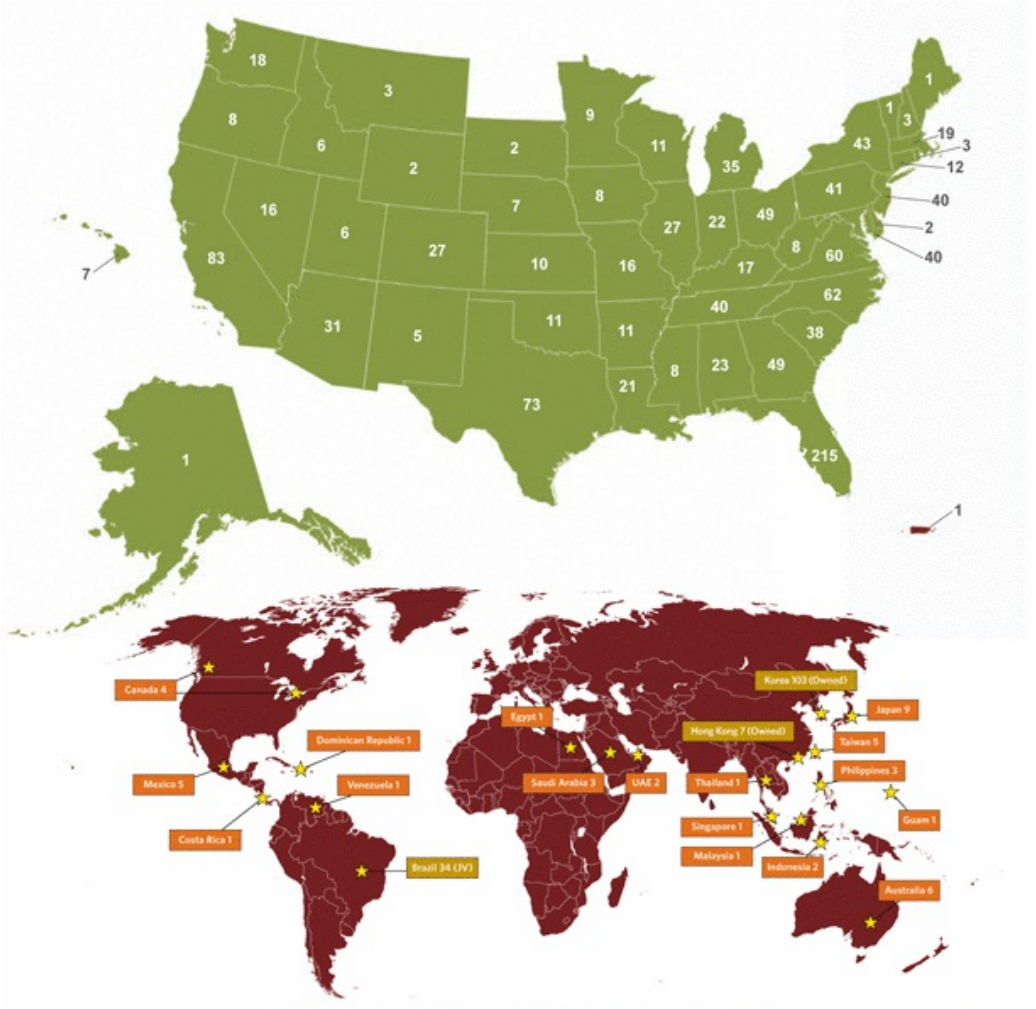 18
3
8
6
2
2
9
11
35
1
1
3
43
19
3
12
41
40
2
40
16
6
27
7
8
27
22
49
8
60
83
10
16
17
62
7
31
5
11
11
40
38
8
23
49
73
21
215
1
1
Canada 4
Korea 103 (Owned)
Egypt 1
Japan 9
Dominican Republic 1
Hong Kong 7 (Owned)
Taiwan 5
Mexico 5
Venezuela 1
Saudi Arabia 3
UAE 2
Thailand 1
Philippines 3
Costa Rica 1
Singapore 1
Guam 1
Malaysia 1
Indonesia 2
Brazil 34 (JV)
Australia 6